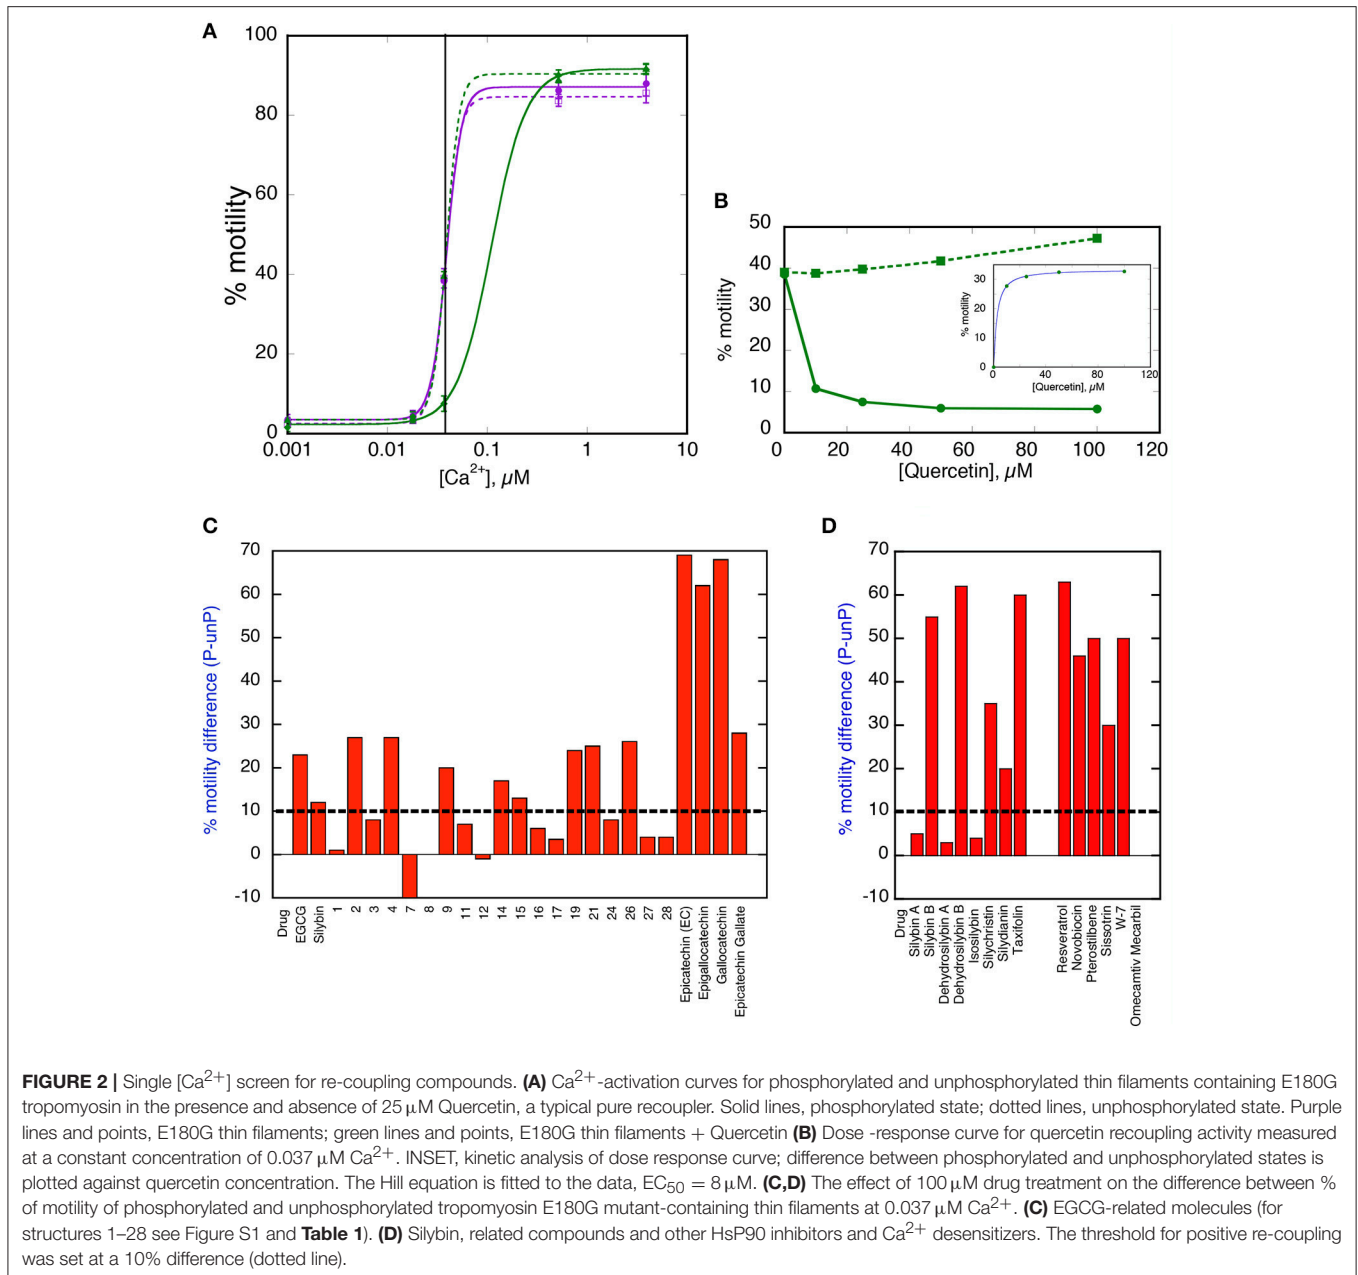 A
100
80
60
40
20
0
% motility
0.001
0.01
0.1
1
10
[Ca2+], μM
B
50
40
30
20
10
0
% motility
0
20
40
60
80
100
120
[Quercetin], μM
30
20
10
0
% motility
0
40
80
120
[Quercetin], μM
C
70
60
50
40
30
20
10
0
-10
% motility difference (P-unP)
Drug
EGCG
Silybin
1
2
3
4
7
8
9
11
12
14
15
16
17
19
21
24
26
27
28
Epicatechin (EC)
Epigallocatechin
Gallocatechin
Epicatechin Gallate
D
70
60
50
40
30
20
10
0
-10
% motility difference (P-unP)
Drug
Silybin A
Silybin B
Dehydrosilybin A
Dehydrosilybin B
Isosilybin
Silychristin
Silydianin
Taxifolin
Resveratrol
Novobiocin
Pterostilbene
Sissotrin
W-7
Omecamtiv Mecarbil
FIGURE 2 | Single [Ca2+] screen for re-coupling compounds. (A) Ca2+-activation curves for phosphorylated and unphosphorylated thin filaments containing E180G
tropomyosin in the presence and absence of 25 μM Quercetin, a typical pure recoupler. Solid lines, phosphorylated state; dotted lines, unphosphorylated state. Purple
lines and points, E180G thin filaments; green lines and points, E180G thin filaments + Quercetin (B) Dose -response curve for quercetin recoupling activity measured
at a constant concentration of 0.037 μM Ca2+. INSET, kinetic analysis of dose response curve; difference between phosphorylated and unphosphorylated states is
plotted against quercetin concentration. The Hill equation is fitted to the data, EC50 = 8 μM. (C,D) The effect of 100 μM drug treatment on the difference between %
of motility of phosphorylated and unphosphorylated tropomyosin E180G mutant-containing thin filaments at 0.037 μM Ca2+. (C) EGCG-related molecules (for
structures 1–28 see Figure S1 and Table 1). (D) Silybin, related compounds and other HsP90 inhibitors and Ca2+ desensitizers. The threshold for positive re-coupling
was set at a 10% difference (dotted line).